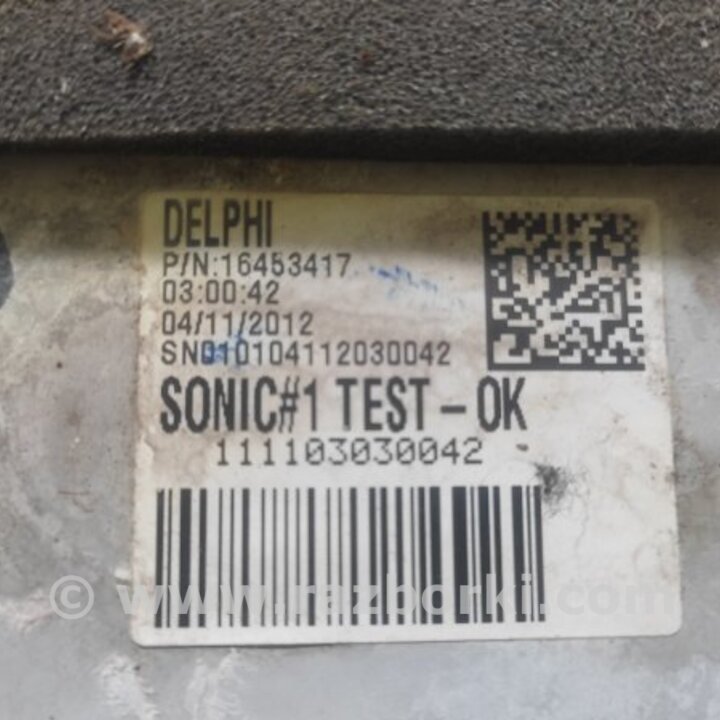 DELPHI
P/N:16453417
03:00:42
04/11/2012
SN010104112030042
SONIC#1 TEST-OK
111103030042
© www.razborki.com